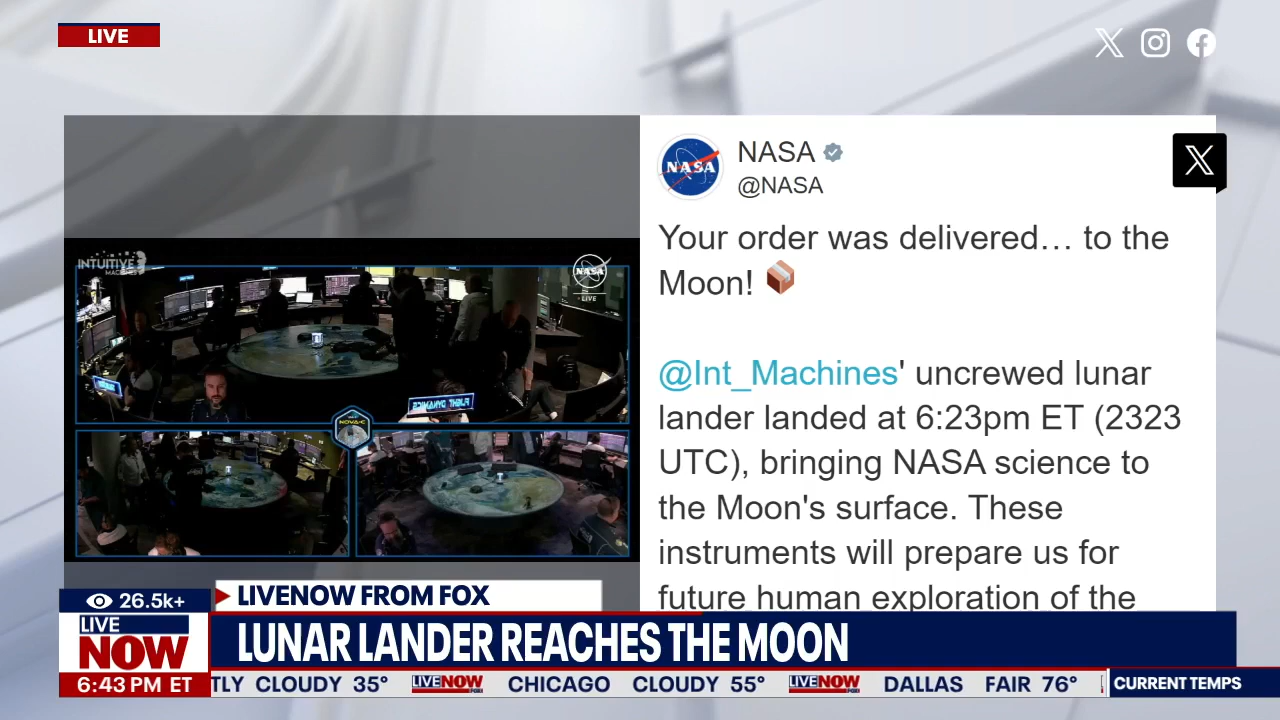 LIVE
NASA
NASA
@NASA
Your order was delivered… to the
Moon!
@Int_Machines' uncrewed lunar
lander landed at 6:23pm ET (2323
UTC), bringing NASA science to
the Moon's surface. These
instruments will prepare us for
future human exploration of the
INTUITIVE
MACHINES
NASA
LIVE
FLIGHT DYNAMICS
NOVA-C
26.5k+
LIVENOW FROM FOX
LIVE
NOW
LUNAR LANDER REACHES THE MOON
6:43 PM ET
TLY CLOUDY 35° LIVENOW CHICAGO CLOUDY 55° LIVENOW DALLAS FAIR 76°
CURRENT TEMPS